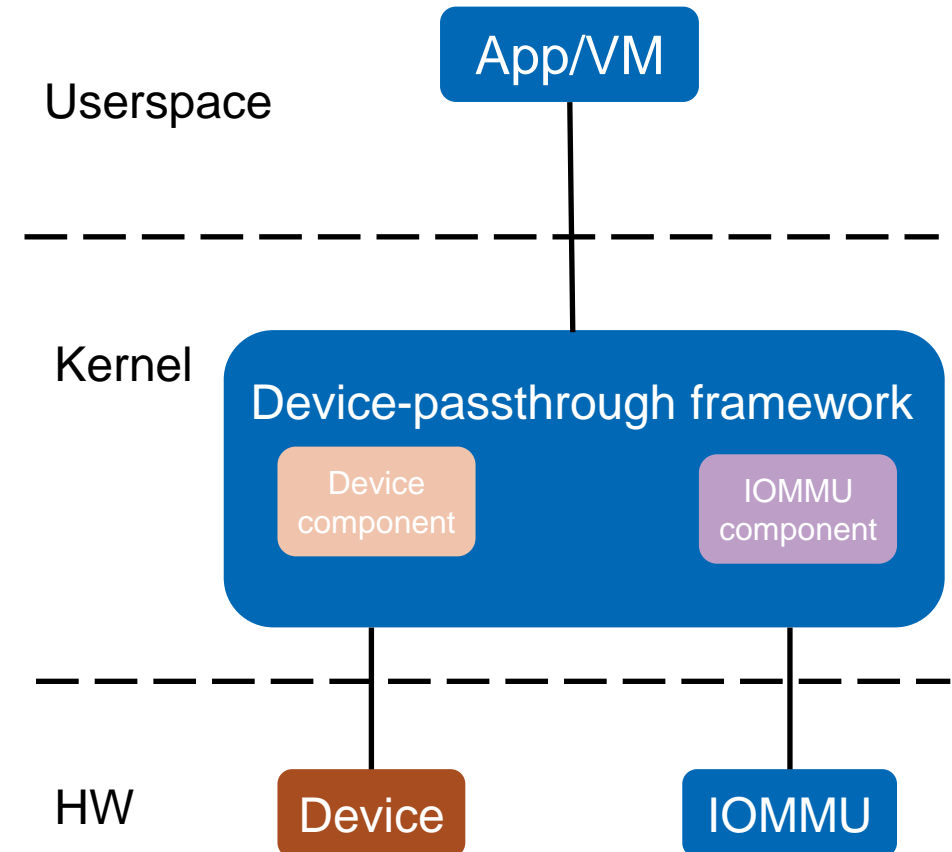 App/VM
Userspace
Kernel
Device-passthrough framework
Device
component
IOMMU
component
HW
Device
IOMMU